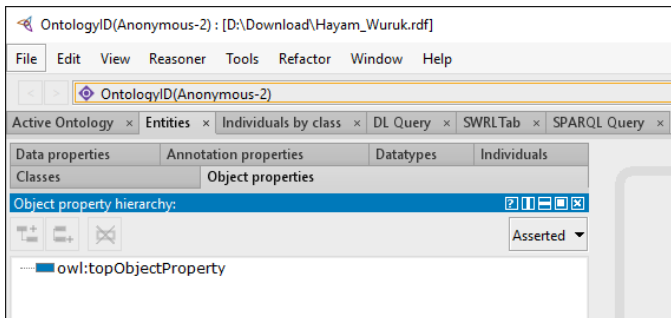 OntologyID(Anonymous-2) : [D:\Download\Hayam_Wuruk.rdf]
File Edit View Reasoner Tools Refactor Window Help
< > OntologyID(Anonymous-2)
Active Ontology × Entities × Individuals by class × DL Query × SWRLTab × SPARQL Query ×
Data properties Annotation properties Datatypes Individuals
Classes Object properties
Object property hierarchy:
Asserted
owl:topObjectProperty